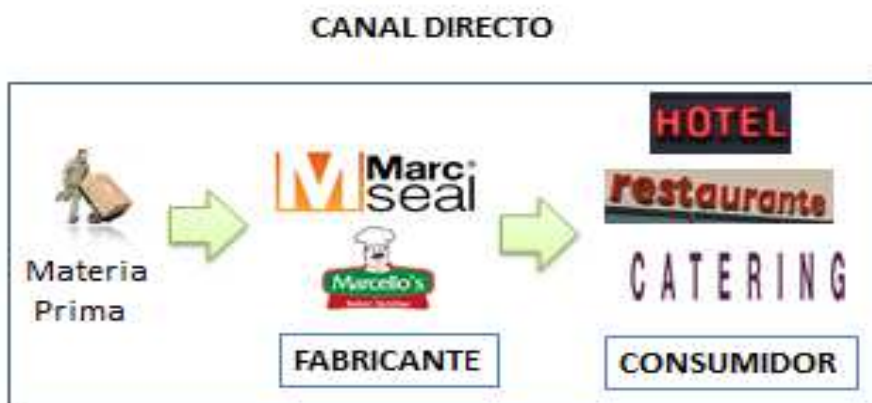 CANAL DIRECTO
Materia
Prima
Marc
seal
Marcello's
FABRICANTE
HOTEL
restaurante
CATERING
CONSUMIDOR